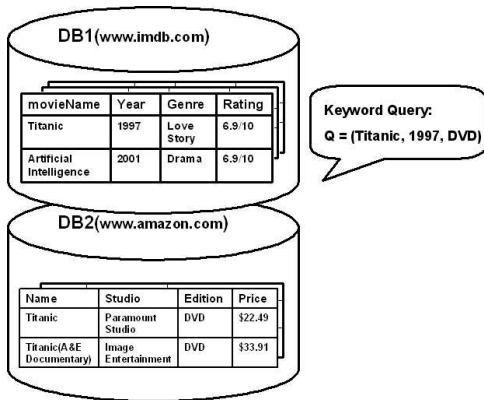 DB1(www.imdb.com)
movieName Year Genre Rating
Titanic 1997 Love Story 6.9/10
Artificial Intelligence 2001 Drama 6.9/10
Keyword Query:
Q = (Titanic, 1997, DVD)
DB2(www.amazon.com)
Name Studio Edition Price
Titanic Paramount Studio DVD $22.49
Titanic(A&E Documentary) Image Entertainment DVD $33.91